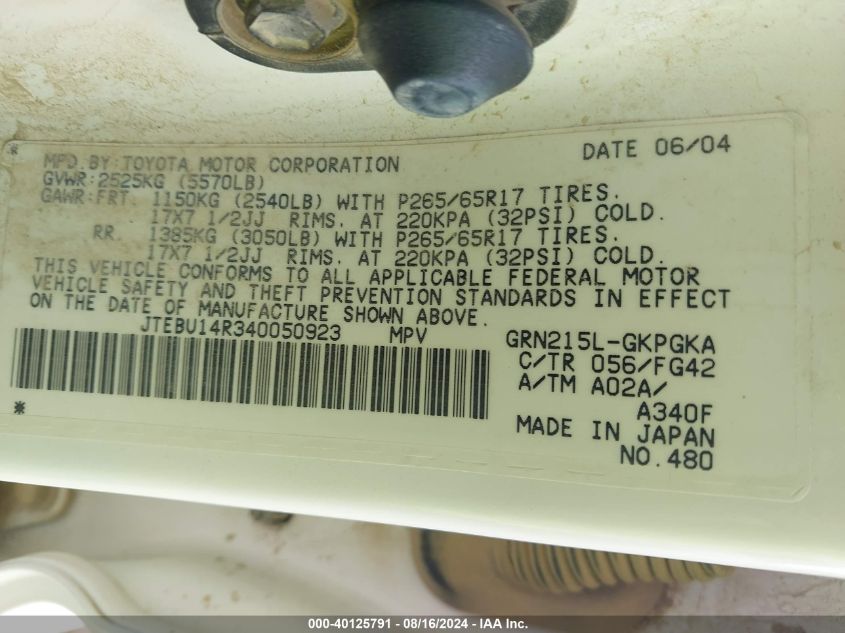 * DATE 06/04
MFD. BY: TOYOTA MOTOR CORPORATION
GVWR: 2525KG (5570LB)
GAWR: FRT. 1150KG (2540LB) WITH P265/65R17 TIRES.
17X7 1/2JJ RIMS, AT 220KPA (32PSI) COLD.
RR. 1385KG (3050LB) WITH P265/65R17 TIRES.
17X7 1/2JJ RIMS, AT 220KPA (32PSI) COLD.
THIS VEHICLE CONFORMS TO ALL APPLICABLE FEDERAL MOTOR
VEHICLE SAFETY AND THEFT PREVENTION STANDARDS IN EFFECT
ON THE DATE OF MANUFACTURE SHOWN ABOVE.
JTEBU14R340050923 MPV GRN215L-GKPGKA
C/TR 056/FG42
A/TM A02A/
* A340F
MADE IN JAPAN
NO.480
000-40125791 - 08/16/2024 - IAA Inc.